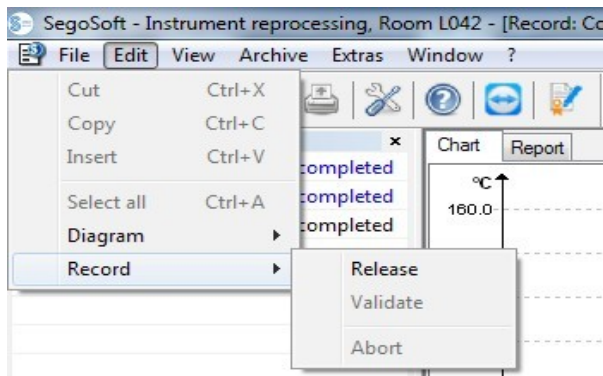 SegoSoft - Instrument reprocessing, Room L042 - [Record: Co
File Edit View Archive Extras Window ?
Cut Ctrl+X
Copy Ctrl+C
Insert Ctrl+V
Select all Ctrl+A
Diagram
Record
completed
completed
completed
Chart Report
°C
160.0
Release
Validate
Abort